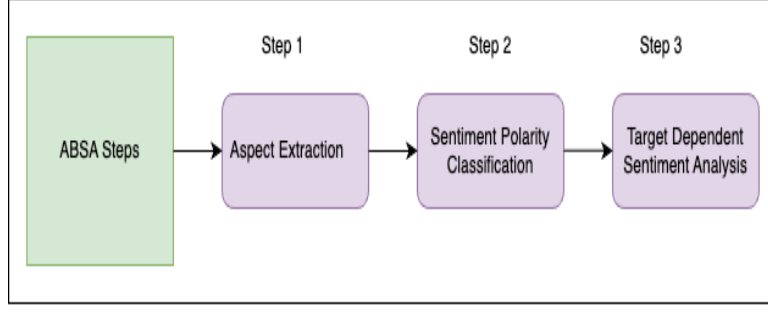 Step 1
Step 2
Step 3
ABSA Steps
Aspect Extraction
Sentiment Polarity
Classification
Target Dependent
Sentiment Analysis